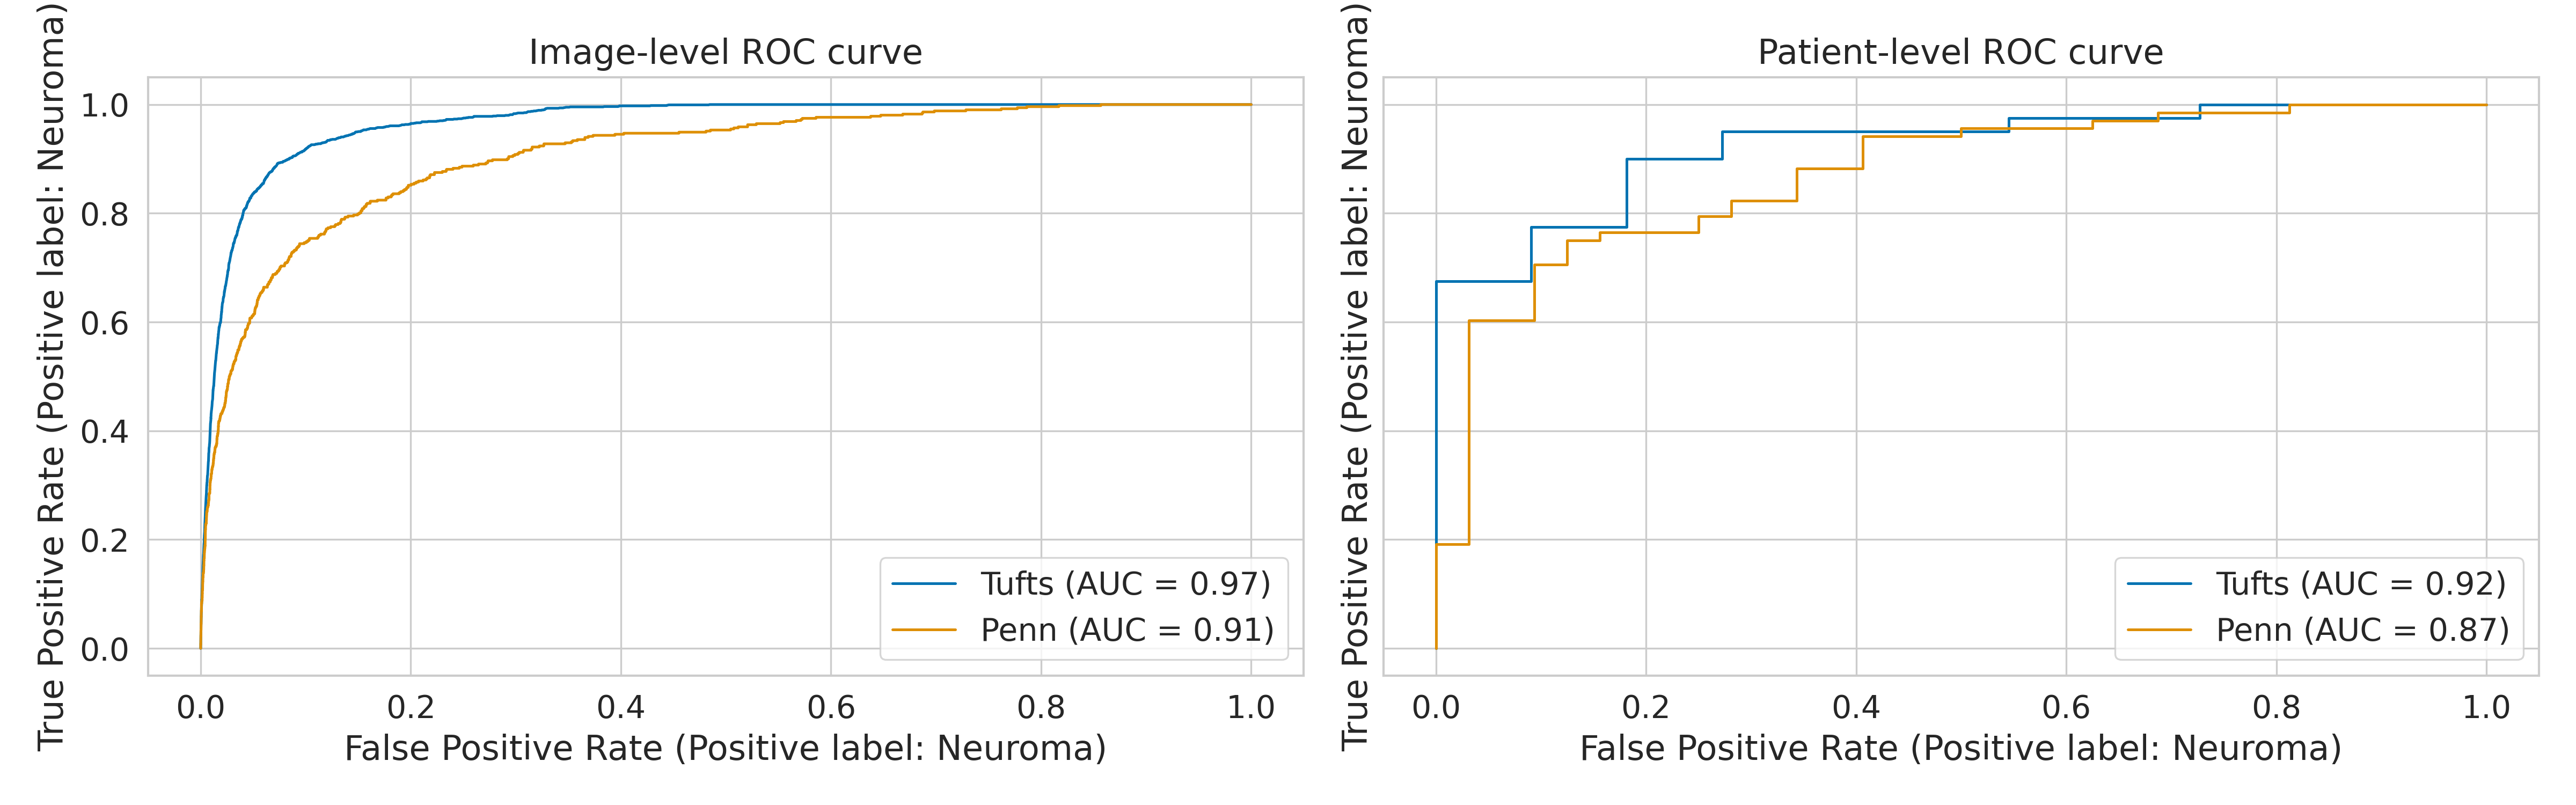 Image-level ROC curve
True Positive Rate (Positive label: Neuroma)
1.0
0.8
0.6
0.4
0.2
0.0
Tufts (AUC = 0.97)
Penn (AUC = 0.91)
0.0 0.2 0.4 0.6 0.8 1.0
False Positive Rate (Positive label: Neuroma)
Patient-level ROC curve
True Positive Rate (Positive label: Neuroma)
Tufts (AUC = 0.92)
Penn (AUC = 0.87)
0.0 0.2 0.4 0.6 0.8 1.0
False Positive Rate (Positive label: Neuroma)